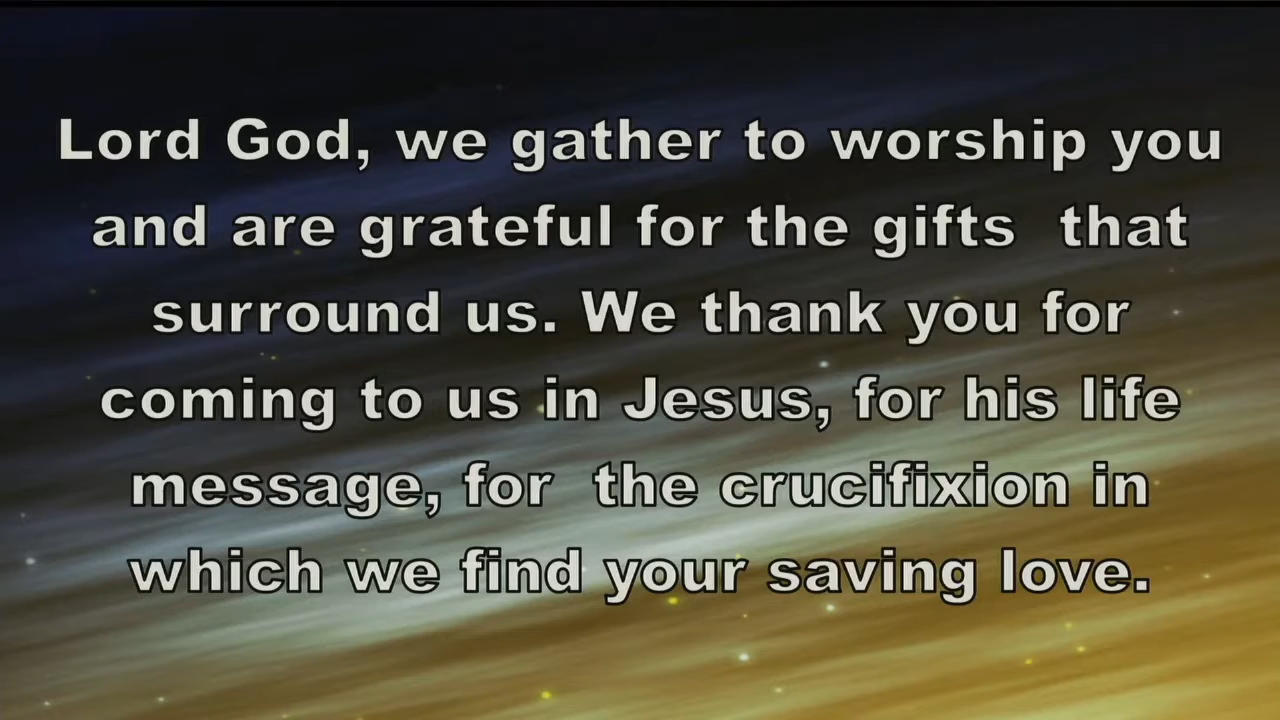 Lord God, we gather to worship you
and are grateful for the gifts  that
surround us. We thank you for
coming to us in Jesus, for his life
message, for  the crucifixion in
which we find your saving love.